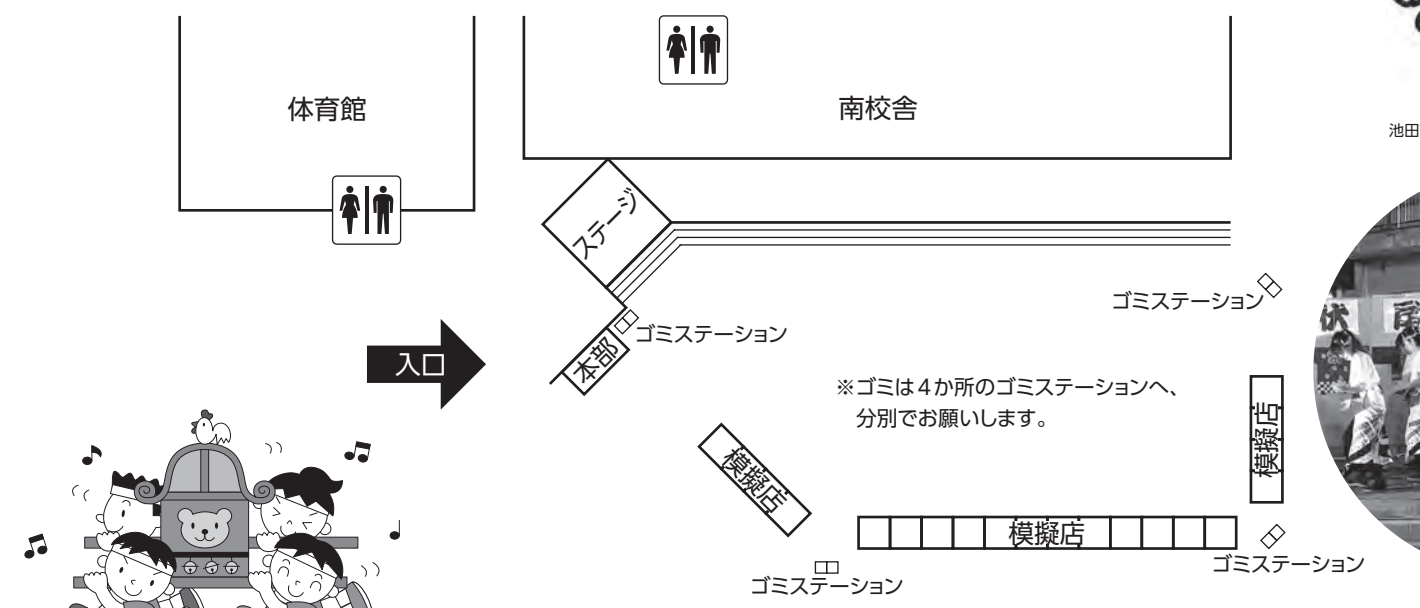 体育館
南校舎
池田
ステージ
ゴミステーション
ゴミステーション
本部
入口
※ゴミは4か所のゴミステーションへ、
分別でお願いします。
模擬店
模擬店
模擬店
ゴミステーション
ゴミステーション